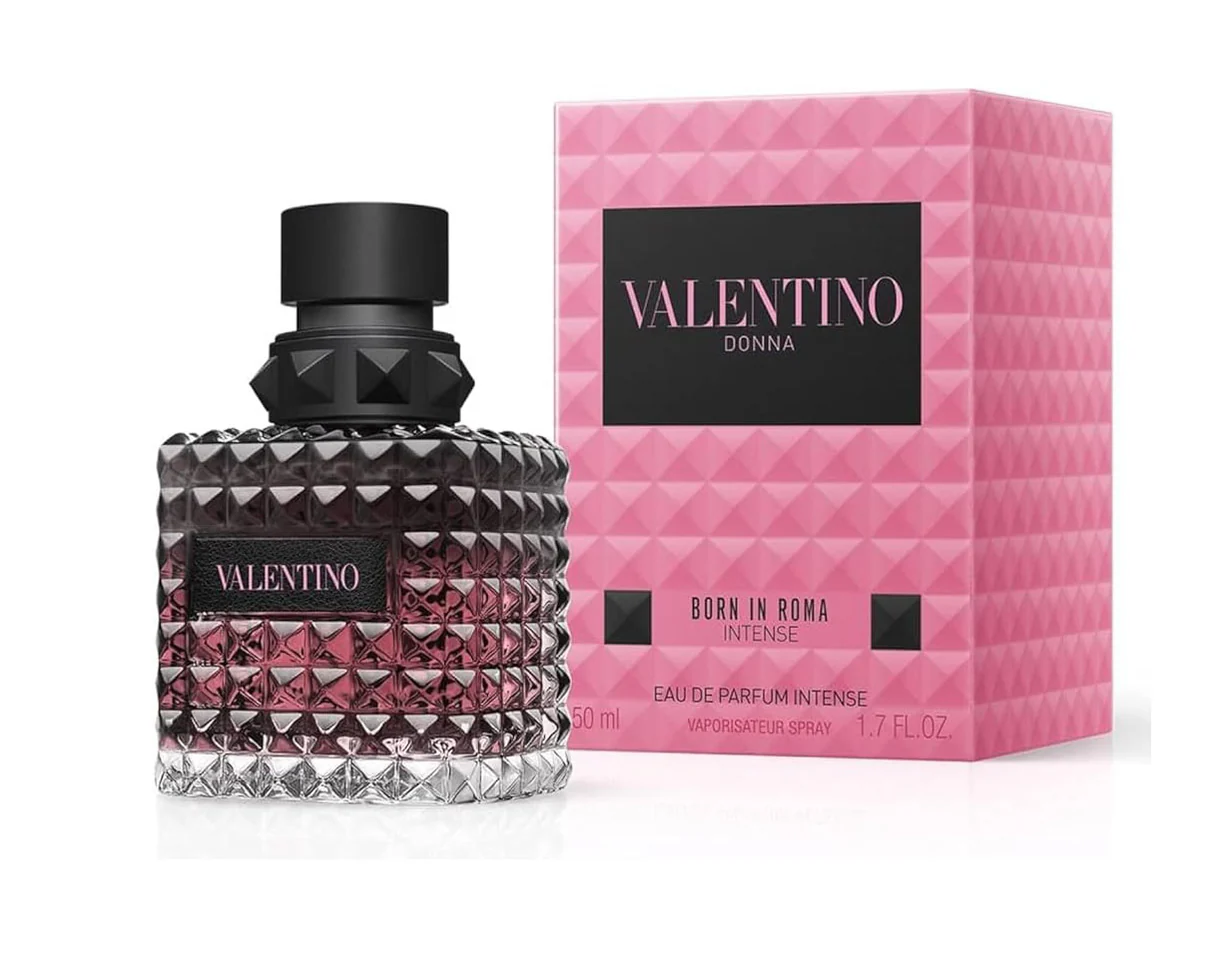 VALENTINO
DONNA
VALENTINO
BORN IN ROMA
INTENSE
EAU DE PARFUM INTENSE
50 ml VAPORISATEUR SPRAY 1.7 FL.OZ.